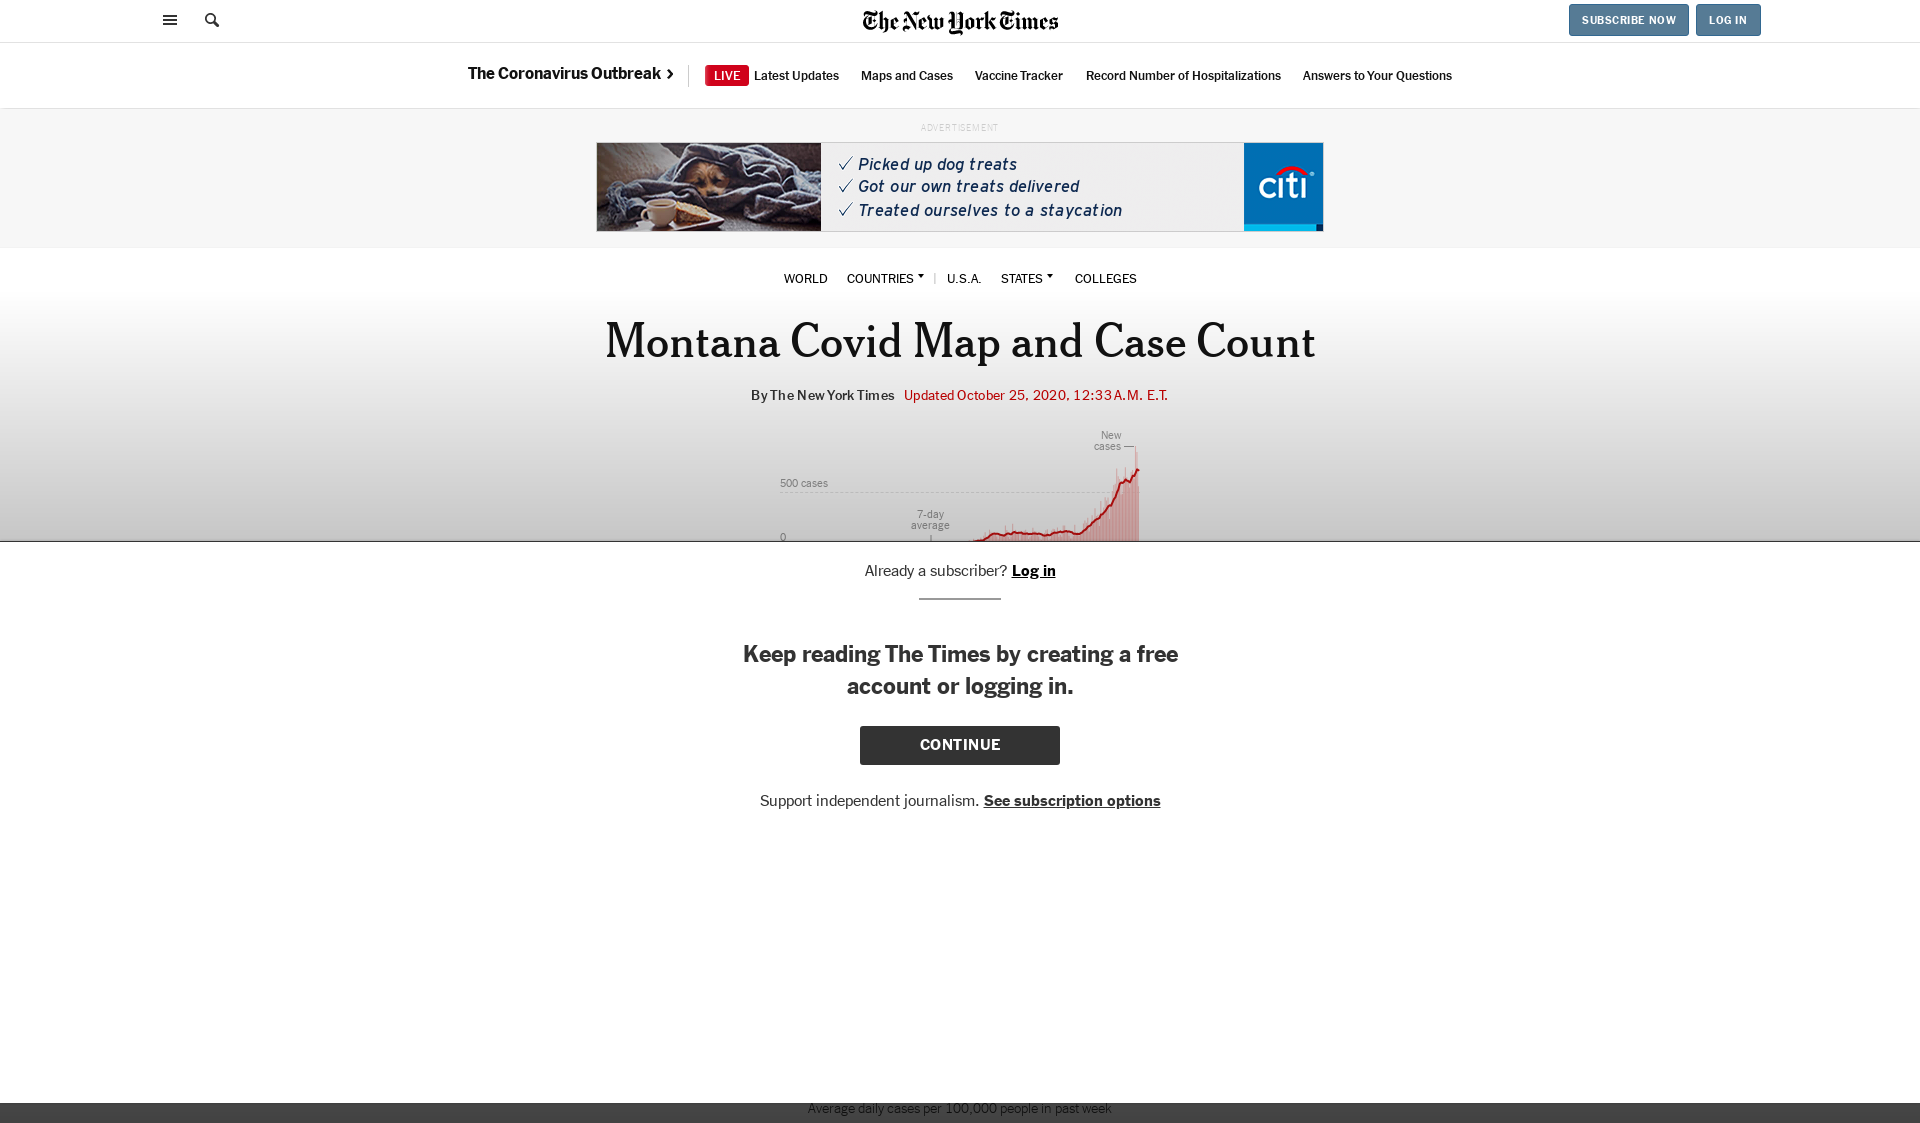 The New York Times
SUBSCRIBE NOW
LOG IN
The Coronavirus Outbreak
LIVE Latest Updates
Maps and Cases
Vaccine Tracker
Record Number of Hospitalizations
Answers to Your Questions
ADVERTISEMENT
Picked up dog treats
Got our own treats delivered
Treated ourselves to a staycation
citi
WORLD
COUNTRIES
U.S.A.
STATES
COLLEGES
Montana Covid Map and Case Count
By The New York Times Updated October 25, 2020, 12:33 A.M. E.T.
New
cases
500 cases
7-day
average
0
Already a subscriber? Log in
Keep reading The Times by creating a free
account or logging in.
CONTINUE
Support independent journalism. See subscription options
Average daily cases per 100,000 people in past week